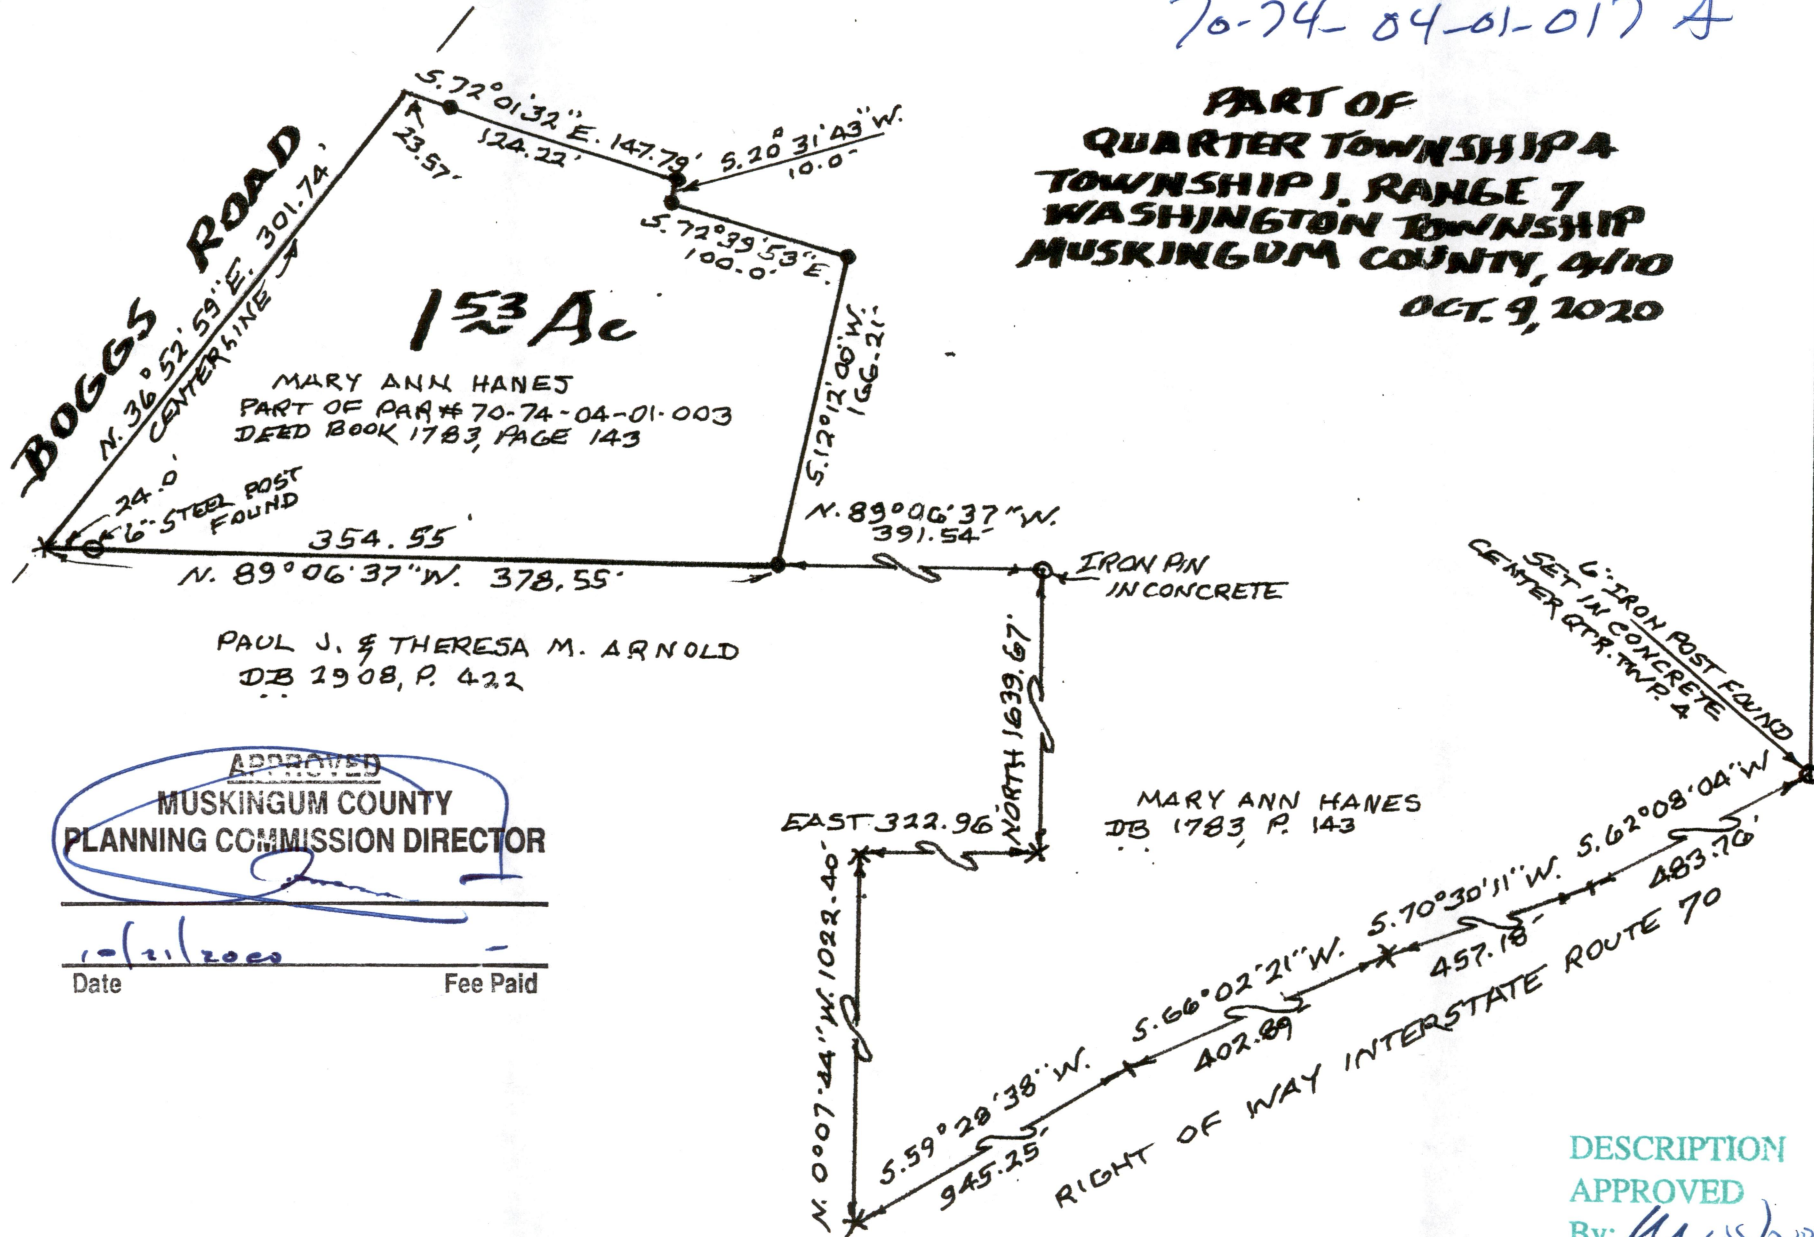 70-74-04-01-017 A
PART OF
QUARTER TOWNSHIP 4
TOWNSHIP 1, RANGE 7
WASHINGTON TOWNSHIP
MUSKINGUM COUNTY, OHIO
OCT. 9, 2020
S.72°01'32"E. 147.79'
124.22'
23.57'
S.20°31'43"W.
10.0'
S.72°39'53"E.
100.0'
BOGGS ROAD
N.36°52'59"E. 301.74'
CENTERLINE
1 53 Ac
MARY ANN HANES
PART OF PAR# 70-74-04-01-003
DEED BOOK 1783, PAGE 143
S.12°12'00"W.
166.21'
24.0'
6" STEEL POST
FOUND
354.55'
N. 89°06'37"W. 378.55'
N. 89°06'37"W.
391.54'
IRON PIN
IN CONCRETE
PAUL J. & THERESA M. ARNOLD
DB 2908, P. 422
NORTH 1639.67'
6" IRON POST FOUND
SET IN CONCRETE
CENTER QTR. TWP. 4
APPROVED
MUSKINGUM COUNTY
PLANNING COMMISSION DIRECTOR
10/21/2020
Date Fee Paid
EAST 322.96'
MARY ANN HANES
DB 1783, P. 143
N. 0°07'44"W. 1022.40'
S.62°08'04"W
483.76'
S.70°30'11"W.
457.18'
S.66°02'21"W.
402.89'
S.59°28'38"W.
945.25'
RIGHT OF WAY INTERSTATE ROUTE 70
DESCRIPTION
APPROVED
By: